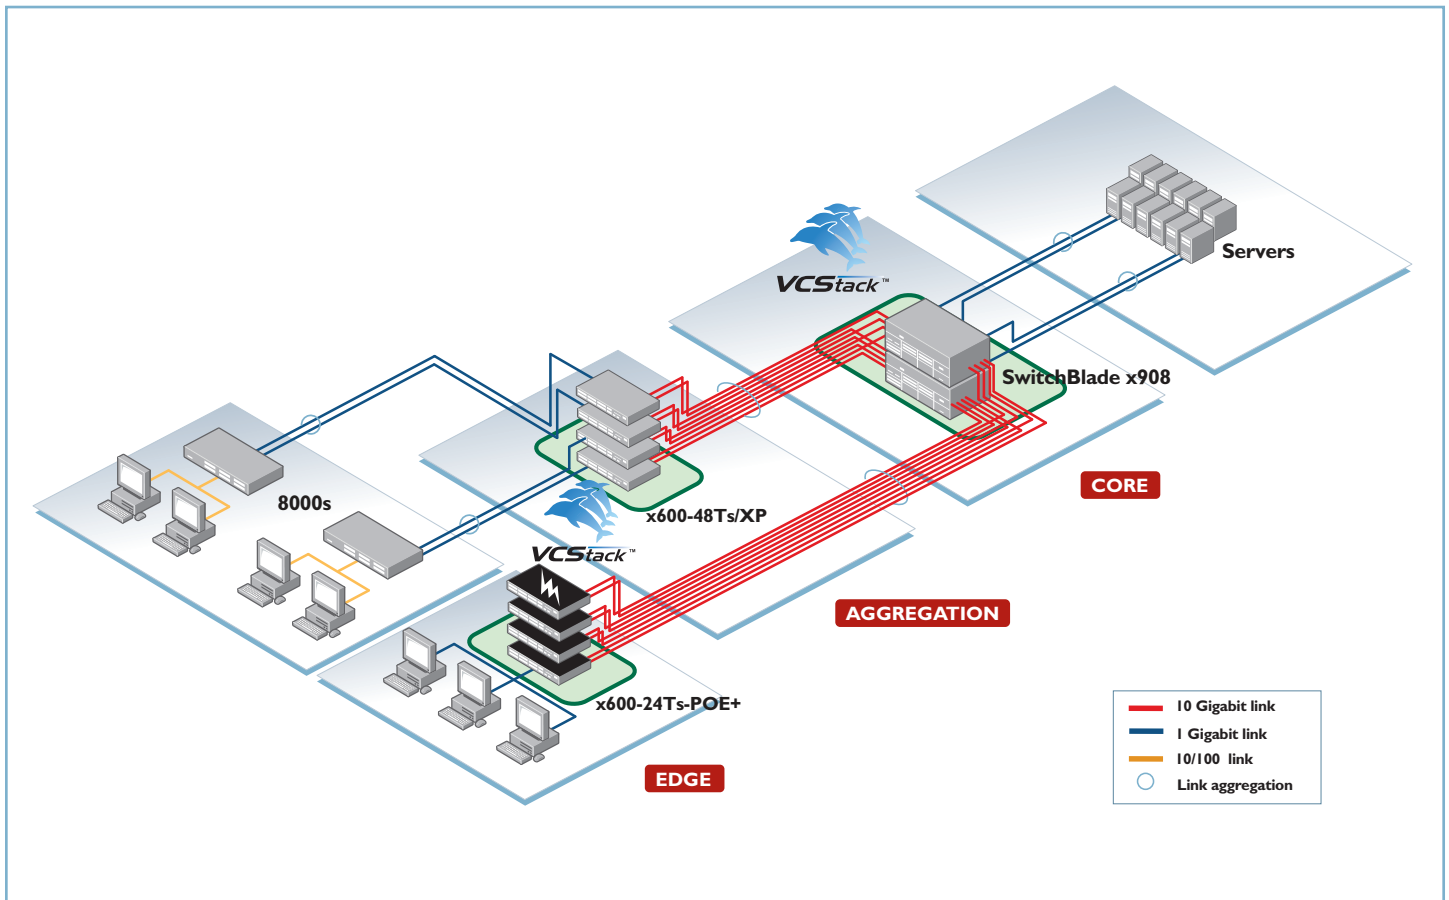 Servers
VCStack™
SwitchBlade x908
CORE
8000s
x600-48Ts/XP
VCStack™
AGGREGATION
x600-24Ts-POE+
EDGE
10 Gigabit link
1 Gigabit link
10/100 link
Link aggregation